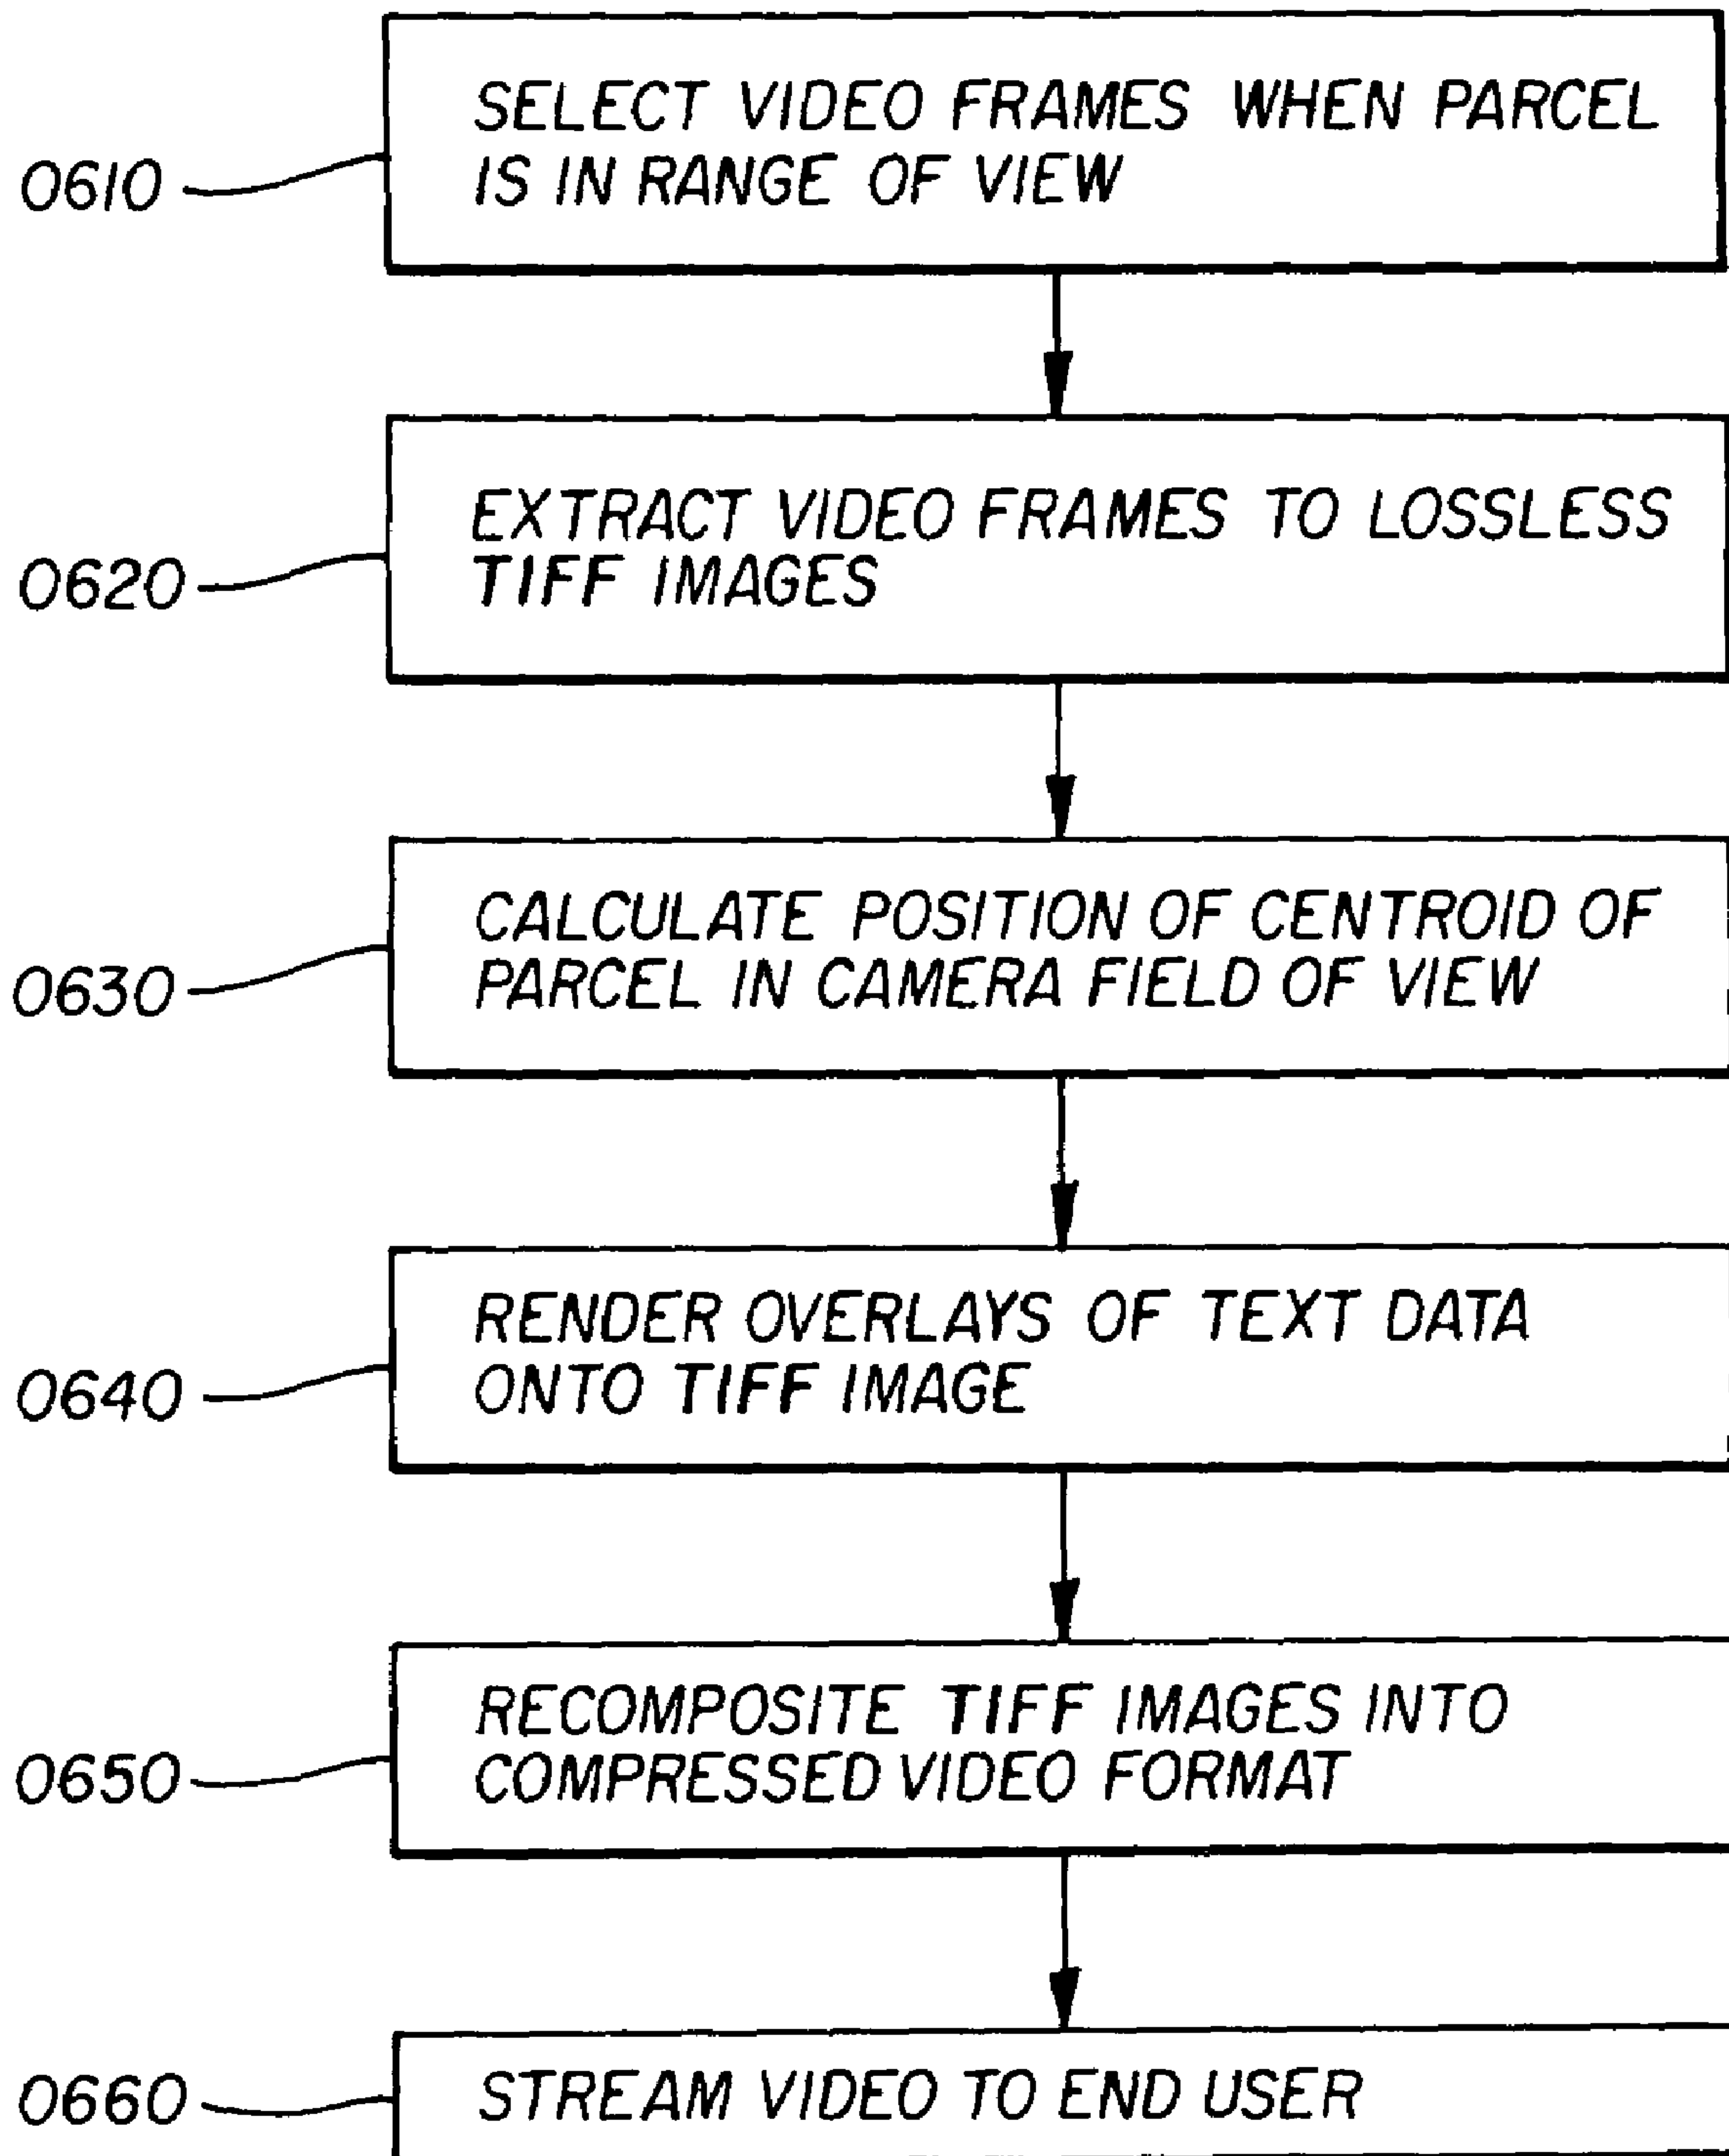 0610
SELECT VIDEO FRAMES WHEN PARCEL
IS IN RANGE OF VIEW
0620
EXTRACT VIDEO FRAMES TO LOSSLESS
TIFF IMAGES
0630
CALCULATE POSITION OF CENTROID OF
PARCEL IN CAMERA FIELD OF VIEW
0640
RENDER OVERLAYS OF TEXT DATA
ONTO TIFF IMAGE
0650
RECOMPOSITE TIFF IMAGES INTO
COMPRESSED VIDEO FORMAT
0660
STREAM VIDEO TO END USER